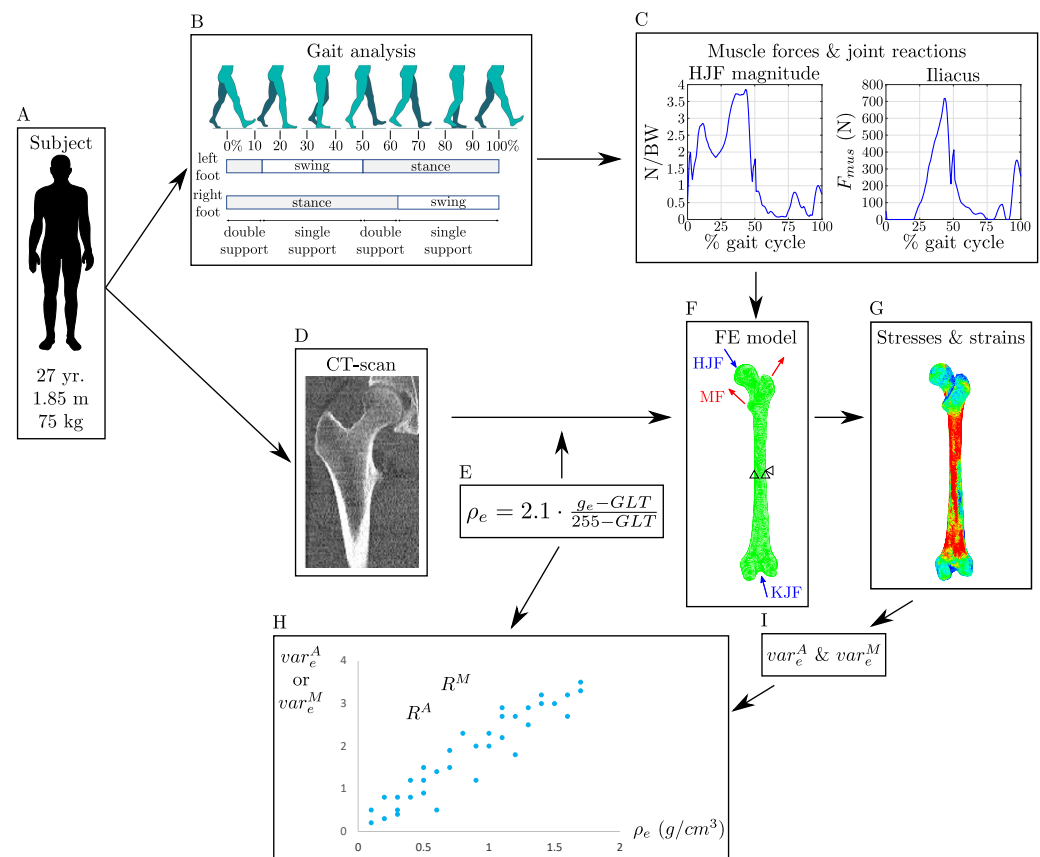 A
Subject
27 yr.
1.85 m
75 kg
B
Gait analysis
0% 10 20 30 40 50 60 70 80 90 100%
left foot
swing
stance
right foot
stance
swing
double support
single support
double support
single support
C
Muscle forces & joint reactions
HJF magnitude
N/BW
4
3.5
3
2.5
2
1.5
1
0.5
0
0 25 50 75 100
% gait cycle
Iliacus
F_{mus} (N)
800
700
600
500
400
300
200
100
0
0 25 50 75 100
% gait cycle
D
CT-scan
E
ρ_e = 2.1 · \frac{g_e−GLT}{255−GLT}
F
FE model
HJF
MF
KJF
G
Stresses & strains
I
var_e^A & var_e^M
H
var_e^A
or
var_e^M
4
3
2
1
0
R^M
R^A
0 0.5 1 1.5 2
ρ_e (g/cm^3)